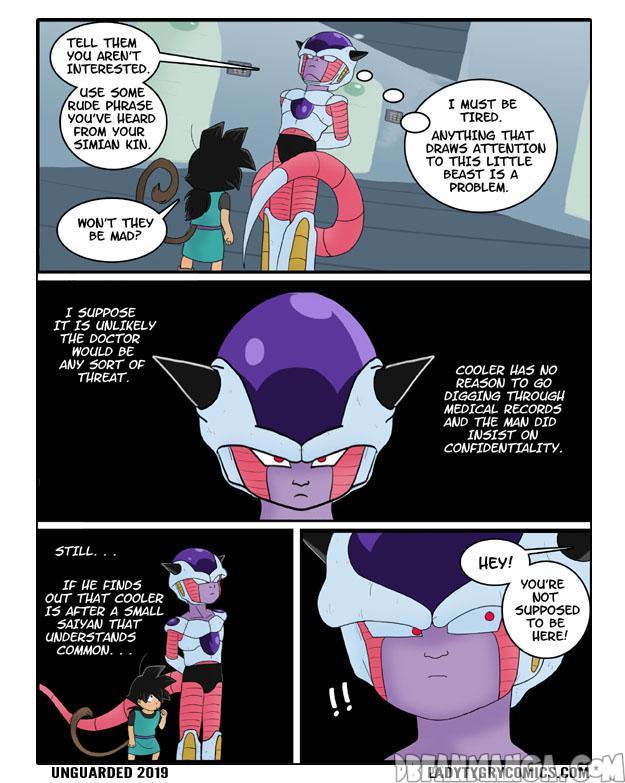 TELL THEM
YOU AREN'T
INTERESTED.
USE SOME
RUDE PHRASE
YOU'VE HEARD
FROM YOUR
SIMIAN KIN.
WON'T THEY
BE MAD?
I MUST BE
TIRED.
ANYTHING THAT
DRAWS ATTENTION
TO THIS LITTLE
BEAST IS A
PROBLEM.
I SUPPOSE
IT IS UNLIKELY
THE DOCTOR
WOULD BE
ANY SORT OF
THREAT.
COOLER HAS NO
REASON TO GO
DIGGING THROUGH
MEDICAL RECORDS
AND THE MAN DID
INSIST ON
CONFIDENTIALITY.
STILL. . .
IF HE FINDS
OUT THAT COOLER
IS AFTER A SMALL
SAIYAN THAT
UNDERSTANDS
COMMON. . .
HEY!
YOU'RE
NOT
SUPPOSED
TO BE
HERE!
!!
UNGUARDED 2019
LADYTYGRYCOMICS.COM
DBFANMANGA.COM